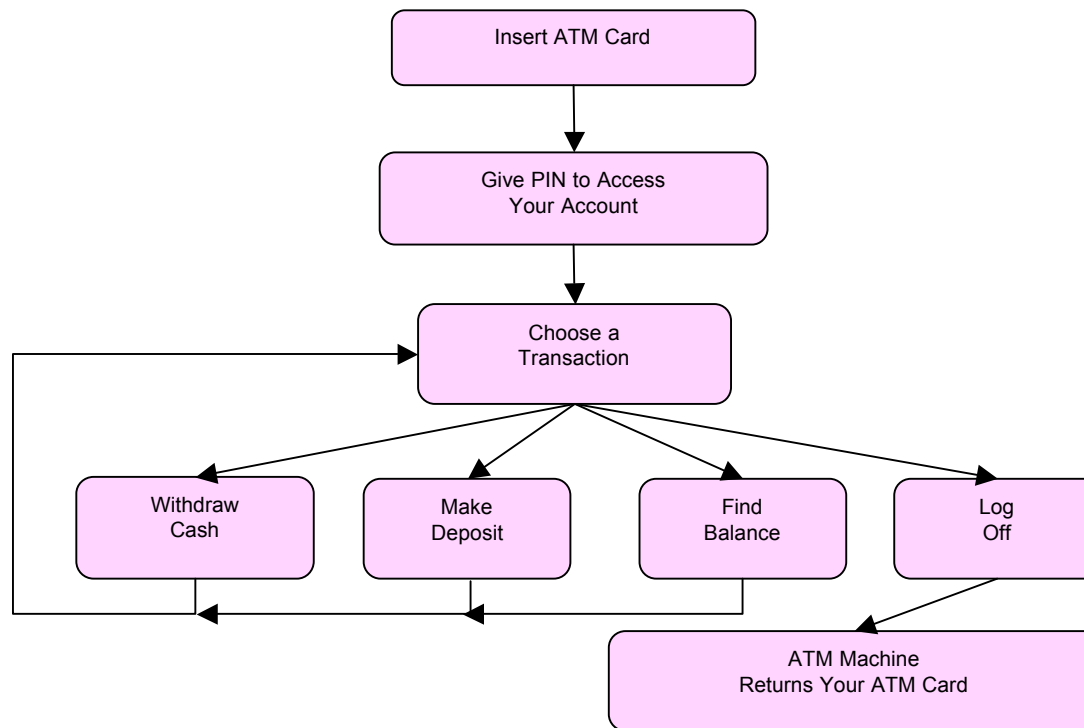 Insert ATM Card
Give PIN to Access
Your Account
Choose a
Transaction
Withdraw
Cash
Make
Deposit
Find
Balance
Log
Off
ATM Machine
Returns Your ATM Card